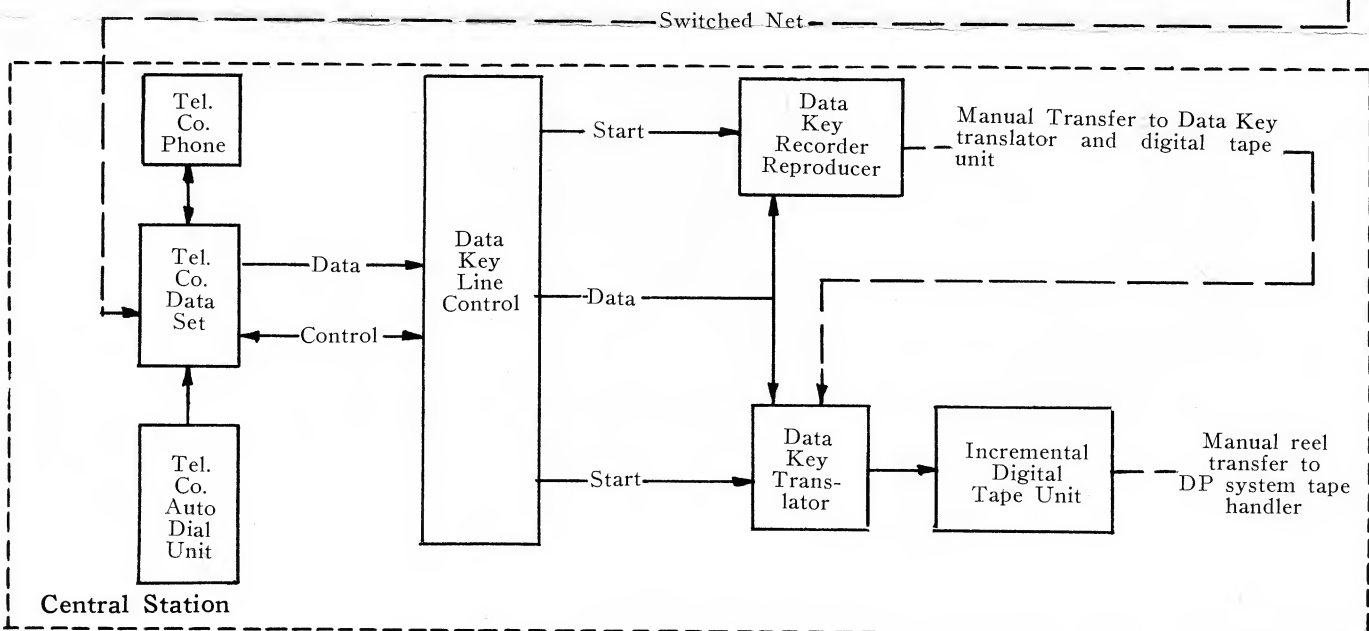 Switched Net
Tel.
Co.
Phone
Tel.
Co.
Data
Set
Tel.
Co.
Auto
Dial
Unit
Data
Control
Data
Key
Line
Control
Start
Data
Start
Data
Key
Recorder
Reproducer
Manual Transfer to Data Key
translator and digital tape
unit
Data
Key
Trans-
lator
Incremental
Digital
Tape Unit
Manual reel
transfer to
DP system tape
handler
Central Station